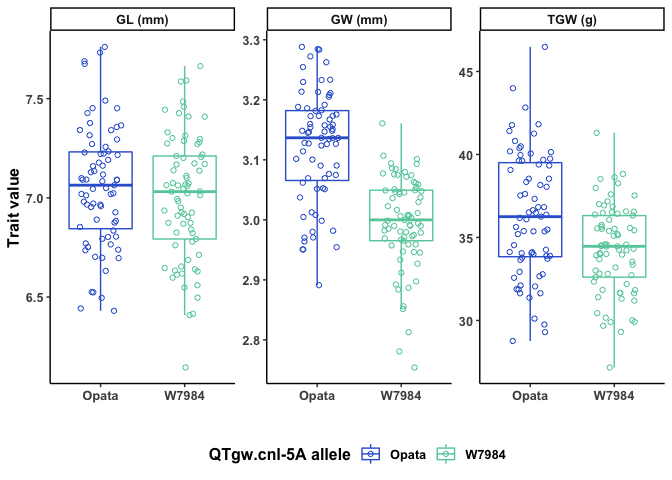 GL (mm) GW (mm) TGW (g)
Trait value
7.5
7.0
6.5
Opata W7984
3.3
3.2
3.1
3.0
2.9
2.8
Opata W7984
45
40
35
30
Opata W7984
QTgw.cnl-5A allele Opata W7984